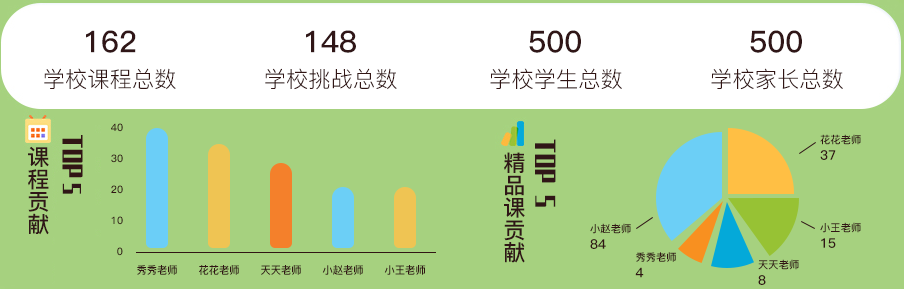 162
148
500
500
学校课程总数
学校挑战总数
学校学生总数
学校家长总数
课程贡献
TOP 5
40
30
20
10
0
秀秀老师
花花老师
天天老师
小赵老师
小王老师
精品课贡献
TOP 5
花花老师
37
小王老师
15
天天老师
8
秀秀老师
4
小赵老师
84